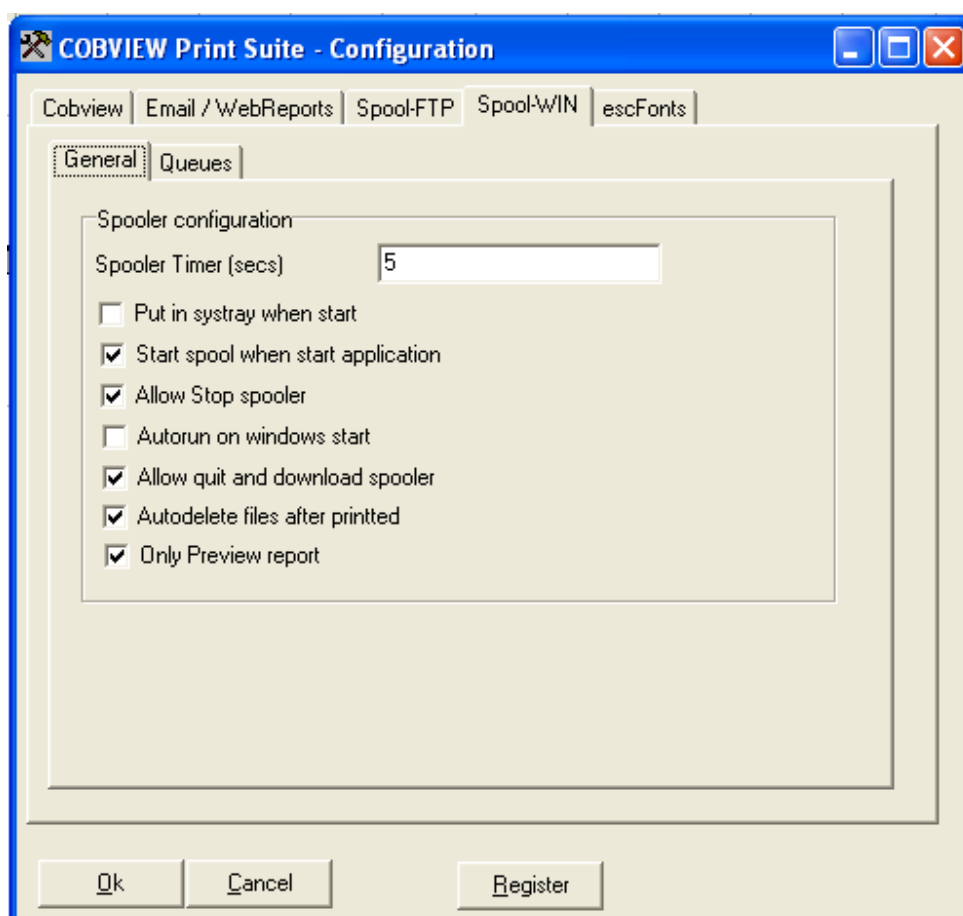 COBVIEW Print Suite - Configuration
Cobview Email / WebReports Spool-FTP Spool-WIN escFonts
General Queues
Spooler configuration
Spooler Timer (secs) 5
Put in systray when start
Start spool when start application
Allow Stop spooler
Autorun on windows start
Allow quit and download spooler
Autodelete files after printted
Only Preview report
Ok Cancel Register